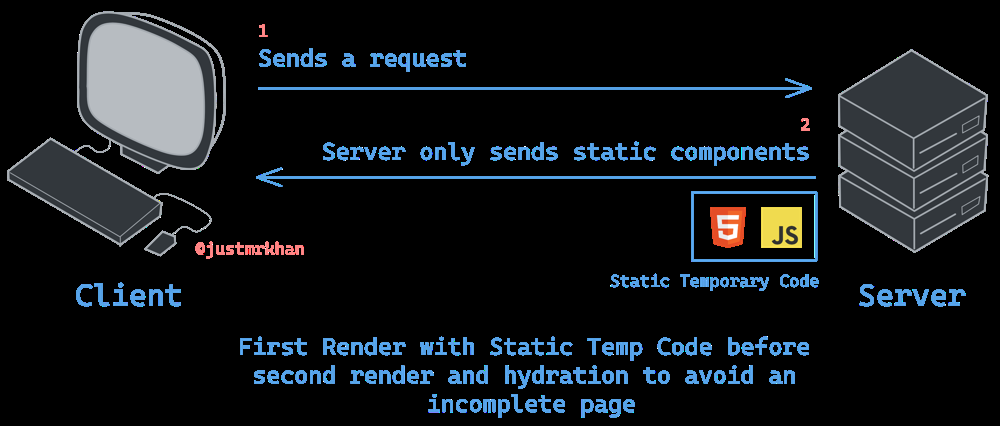 1
Sends a request
2
Server only sends static components
5
JS
@justmrkhan
Static Temporary Code
Client
Server
First Render with Static Temp Code before
second render and hydration to avoid an
incomplete page